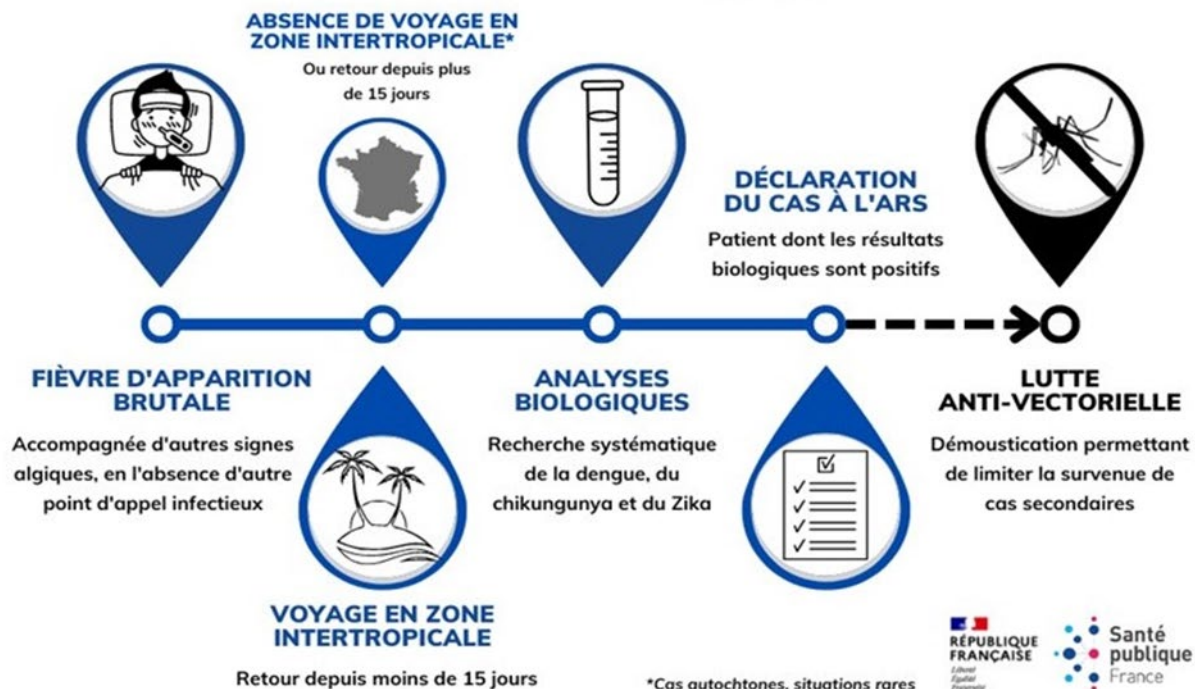 ABSENCE DE VOYAGE EN
ZONE INTERTROPICALE*
Ou retour depuis plus
de 15 jours
DÉCLARATION
DU CAS À L'ARS
Patient dont les résultats
biologiques sont positifs
FIÈVRE D'APPARITION
BRUTALE
Accompagnée d'autres signes
algiques, en l'absence d'autre
point d'appel infectieux
ANALYSES
BIOLOGIQUES
Recherche systématique
de la dengue, du
chikungunya et du Zika
LUTTE
ANTI-VECTORIELLE
Démoustication permettant
de limiter la survenue de
cas secondaires
VOYAGE EN ZONE
INTERTROPICALE
Retour depuis moins de 15 jours
*Cas autochtones, situations rares
RÉPUBLIQUE
FRANÇAISE
Liberté
Égalité
Fraternité
Santé
publique
France